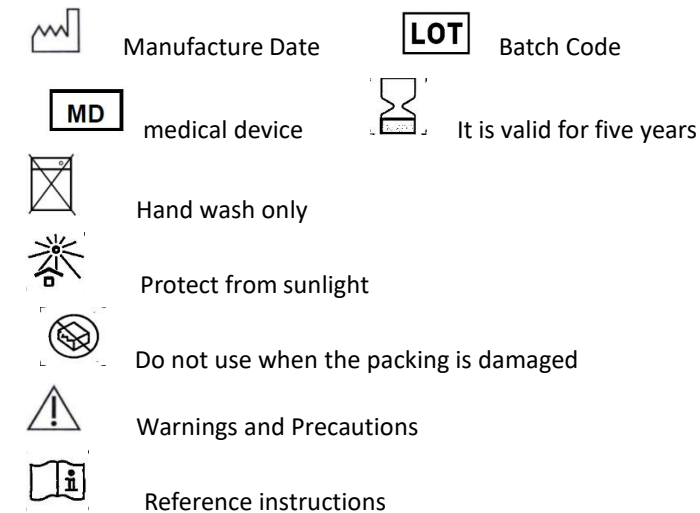 Manufacture Date LOT Batch Code
MD medical device It is valid for five years
Hand wash only
Protect from sunlight
Do not use when the packing is damaged
Warnings and Precautions
Reference instructions